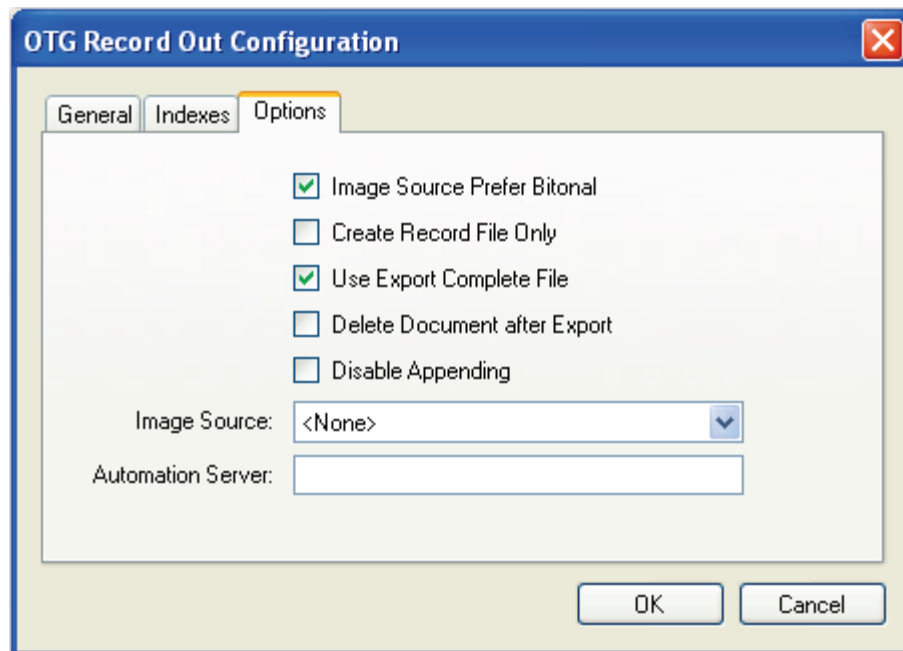 OTG Record Out Configuration
General Indexes Options
Image Source Prefer Bitonal
Create Record File Only
Use Export Complete File
Delete Document after Export
Disable Appending
Image Source: <None>
Automation Server:
OK Cancel